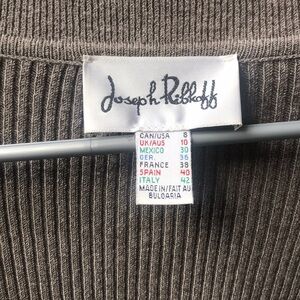 Joseph Ribkoff
CAN/USA 8
UK/AUS 10
MEXICO 30
GER. 36
FRANCE 38
SPAIN 40
ITALY 42
MADE IN/FAIT AU
BULGARIA